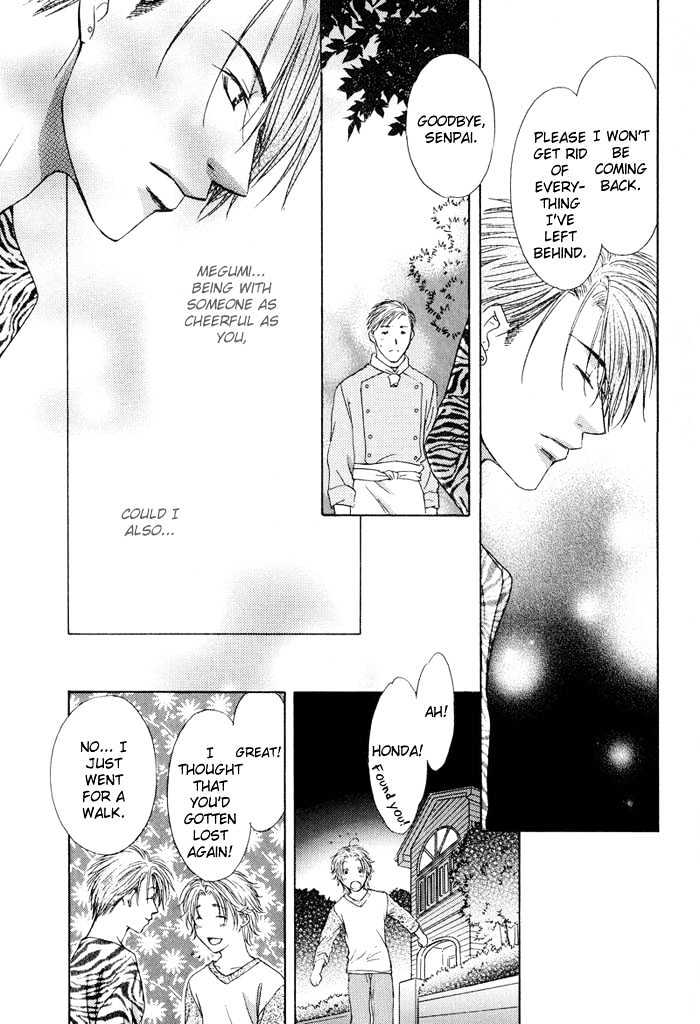 I WON'T
BE
COMING
BACK.
PLEASE
GET RID
OF
EVERY-
THING
I'VE
LEFT
BEHIND.
GOODBYE,
SENPAI.
MEGUMI...
BEING WITH
SOMEONE AS
CHEERFUL AS
YOU,
COULD I
ALSO...
AH!
HONDA!
Found you!
GREAT!
I
THOUGHT
THAT
YOU'D
GOTTEN
LOST
AGAIN!
NO... I
JUST
WENT
FOR A
WALK.